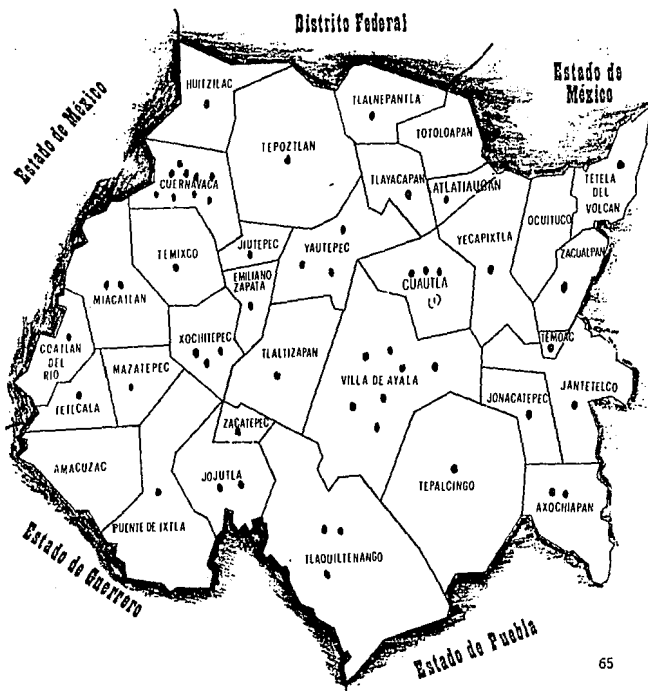 Distrito Federal
Estado de México
Estado de
México
HUITZILAC
TLALNEPANTLA
TOTOLOAPAN
TEPOZTLAN
CUERNAVACA
TLAYACAPAN
ATLATLAUCAN
TETELA
DEL
VOLCAN
OCUITUCO
YECAPIXTLA
ZACUALPAN
TEMIXCO
JIUTEPEC
YAUTEPEC
EMILIANO
ZAPATA
CUAUTLA
MIACATLAN
COATLAN
DEL
RIO
XOCHITEPEC
TLALTIZAPAN
VILLA DE AYALA
TEMOAC
MAZATEPEC
TETECALA
JONACATEPEC
JANTETELCO
ZACATEPEC
AMACUZAC
JOJUTLA
TEPALCINGO
AXOCHIAPAN
PUENTE DE IXTLA
TLAQUILTENANGO
Estado de Guerrero
Estado de Puebla
65